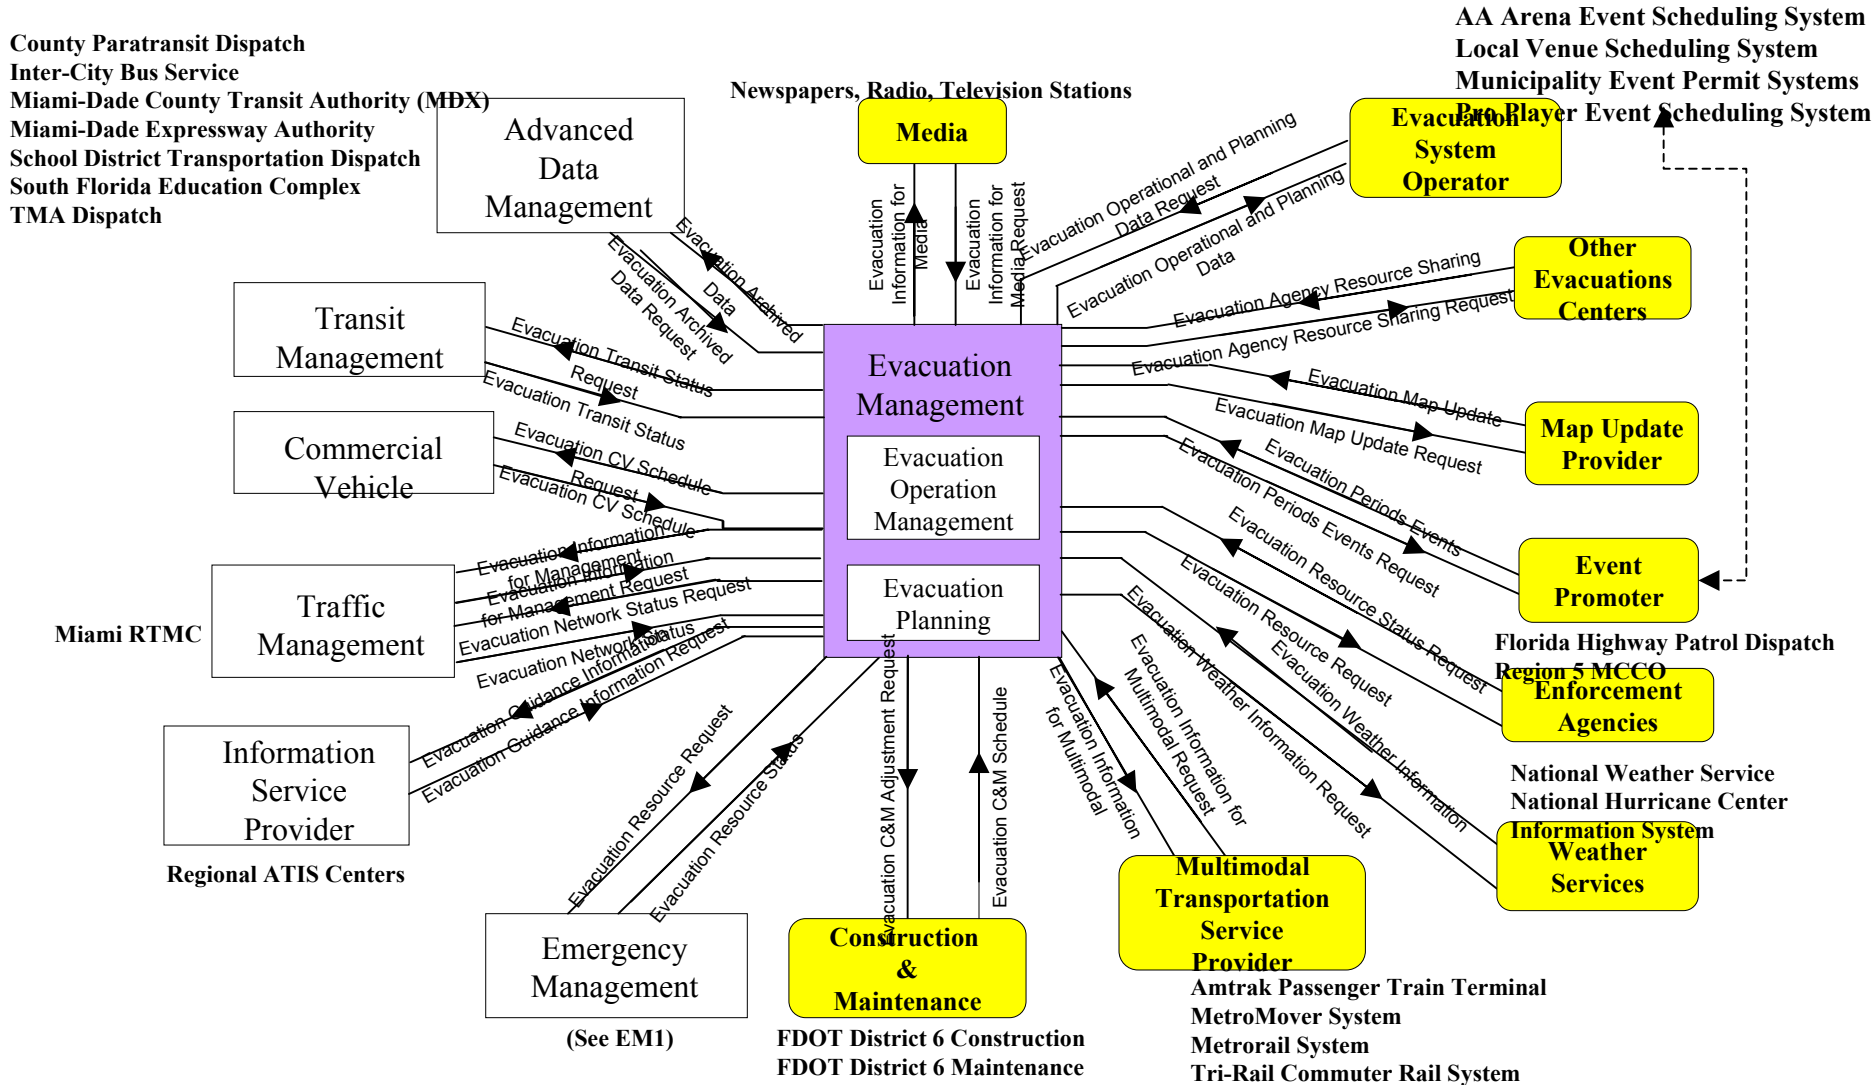 AA Arena Event Scheduling System
Local Venue Scheduling System
Municipality Event Permit Systems
Pro Player Event Scheduling System
County Paratransit Dispatch
Inter-City Bus Service
Miami-Dade County Transit Authority (MDX)
Miami-Dade Expressway Authority
School District Transportation Dispatch
South Florida Education Complex
TMA Dispatch
Newspapers, Radio, Television Stations
Advanced
Data
Management
Media
Evacuation
System
Operator
Evacuation Archived
Data
Evacuation Archived
Data Request
Evacuation
Information for
Media
Evacuation
Information for
Media Request
Evacuation Operational and Planning
Data Request
Evacuation Operational and Planning
Data
Other
Evacuations
Centers
Evacuation Agency Resource Sharing
Evacuation Agency Resource Sharing Request
Transit
Management
Evacuation Transit Status
Request
Evacuation Transit Status
Evacuation
Management
Evacuation
Operation
Management
Evacuation
Planning
Evacuation Map Update
Evacuation Map Update Request
Map Update
Provider
Commercial
Vehicle
Evacuation CV Schedule
Request
Evacuation CV Schedule
Evacuation Periods Events
Evacuation Periods Events Request
Event
Promoter
Traffic
Management
Miami RTMC
Evacuation Information
for Management
Evacuation Information
for Management Request
Evacuation Network Status Request
Evacuation Network Status
Evacuation Resource Status Request
Evacuation Resource Request
Florida Highway Patrol Dispatch
Region 5 MCCO
Enforcement
Agencies
Information
Service
Provider
Regional ATIS Centers
Evacuation Guidance Information
Evacuation Guidance Information Request
Evacuation Weather Information
Evacuation Weather Information Request
National Weather Service
National Hurricane Center
Information System
Weather
Services
Emergency
Management
(See EM1)
Evacuation Resource Request
Evacuation Resource Status
Evacuation C&M Adjustment Request
Evacuation C&M Schedule
Construction
&
Maintenance
FDOT District 6 Construction
FDOT District 6 Maintenance
Evacuation Information
for Multimodal
Evacuation Information for
Multimodal Request
Multimodal
Transportation
Service
Provider
Amtrak Passenger Train Terminal
MetroMover System
Metrorail System
Tri-Rail Commuter Rail System